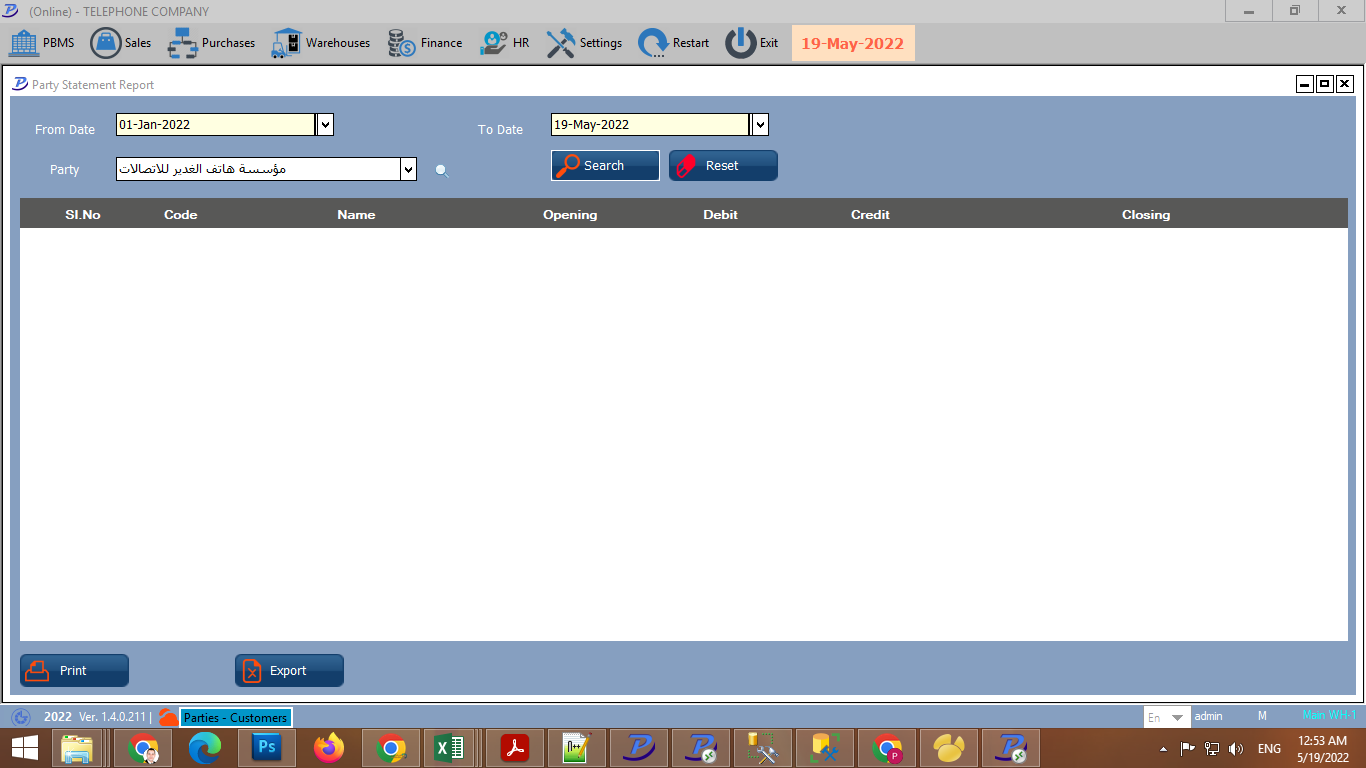 (Online) - TELEPHONE COMPANY
PBMS Sales Purchases Warehouses Finance HR Settings Restart Exit 19-May-2022
Party Statement Report
From Date 01-Jan-2022 To Date 19-May-2022
Party مؤسسة هاتف الغدير للاتصالات Search Reset
Sl.No Code Name Opening Debit Credit Closing
Print Export
2022 Ver. 1.4.0.211 | Parties - Customers En admin M Main WH-1
Ps ENG 12:53 AM
5/19/2022